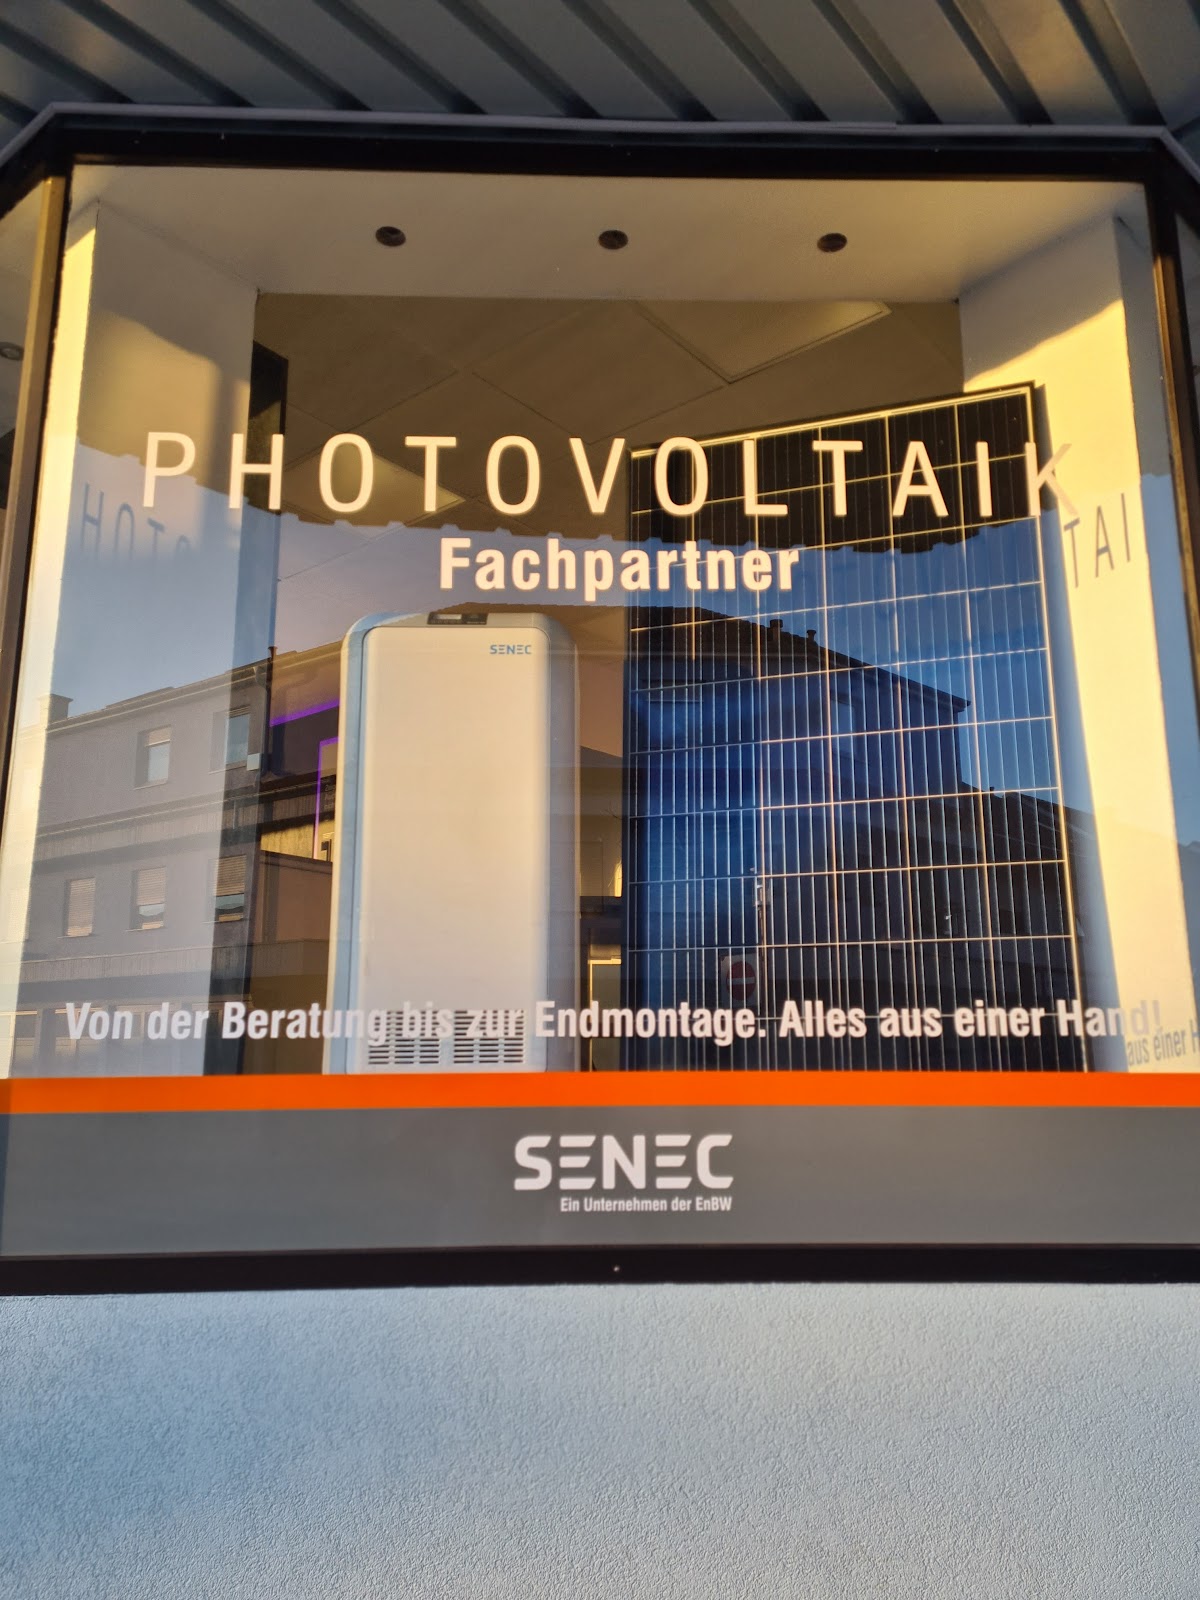 PHOTOVOLTAIK
Fachpartner
SENEC
Von der Beratung bis zur Endmontage. Alles aus einer Hand!
SENEC
Ein Unternehmen der EnBW